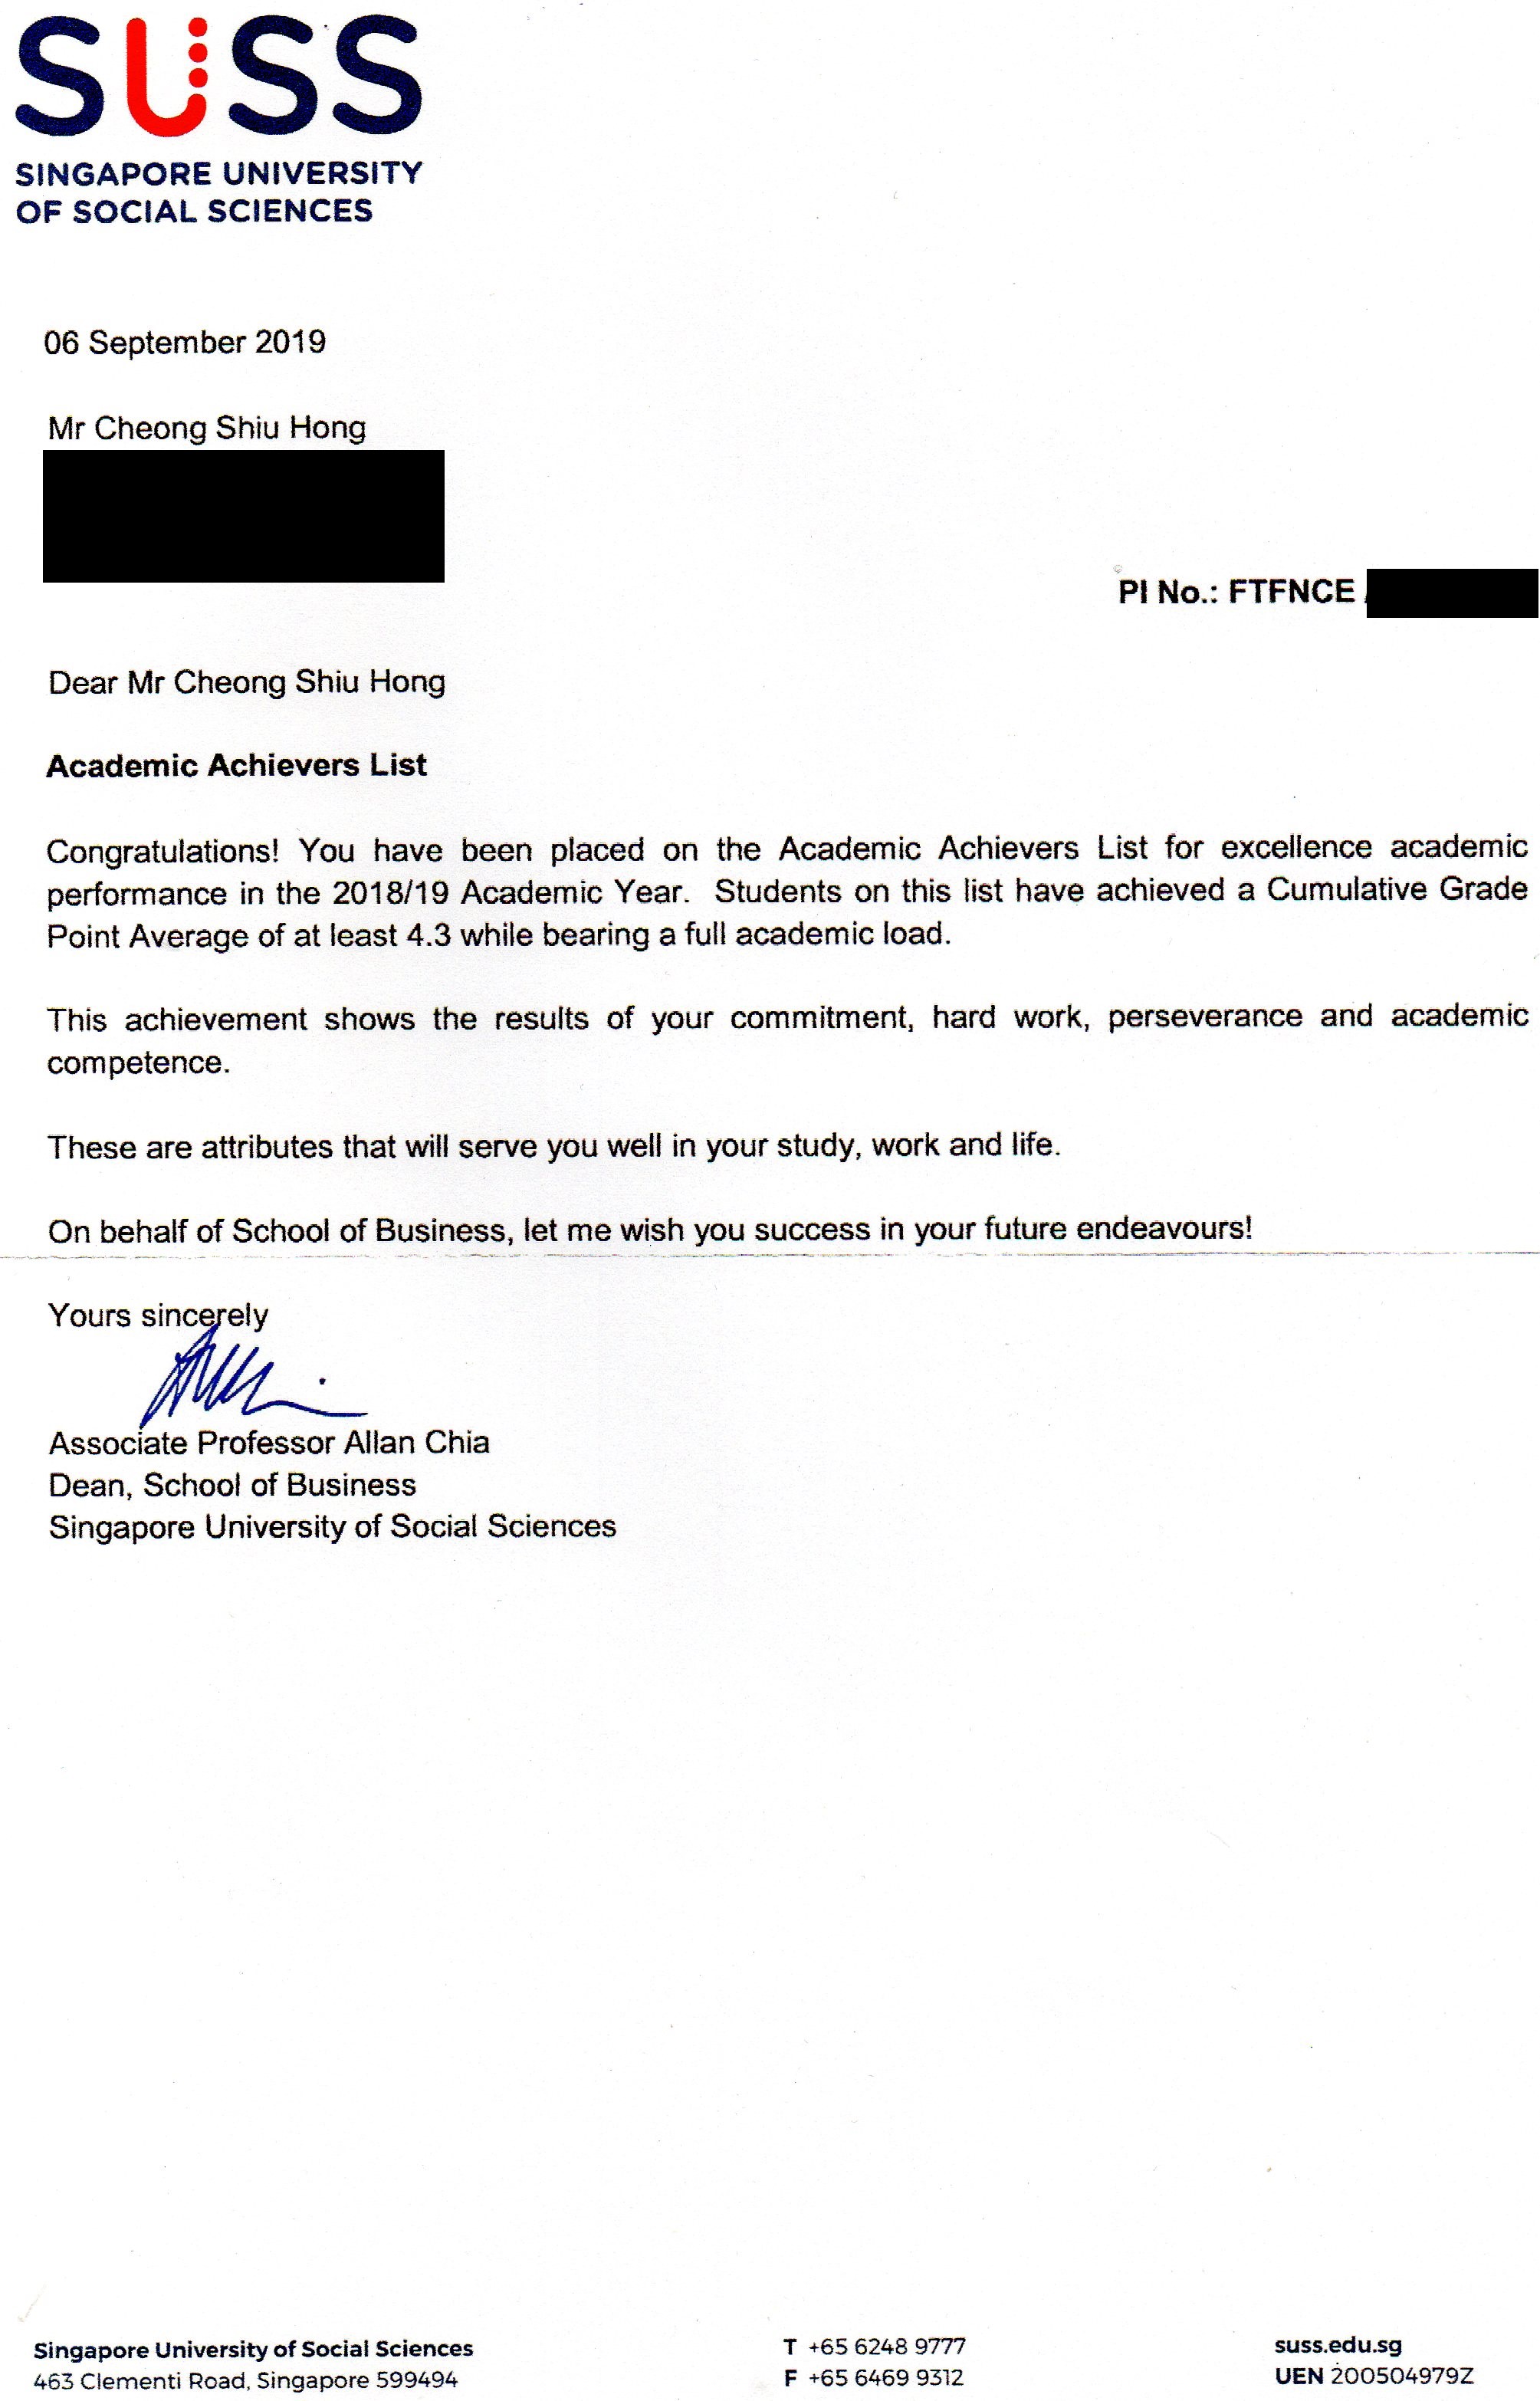 SUSS
SINGAPORE UNIVERSITY
OF SOCIAL SCIENCES
06 September 2019
Mr Cheong Shiu Hong
PI No.: FTFNCE
Dear Mr Cheong Shiu Hong
Academic Achievers List
Congratulations! You have been placed on the Academic Achievers List for excellence academic
performance in the 2018/19 Academic Year. Students on this list have achieved a Cumulative Grade
Point Average of at least 4.3 while bearing a full academic load.
This achievement shows the results of your commitment, hard work, perseverance and academic
competence.
These are attributes that will serve you well in your study, work and life.
On behalf of School of Business, let me wish you success in your future endeavours!
Yours sincerely
Associate Professor Allan Chia
Dean, School of Business
Singapore University of Social Sciences
Singapore University of Social Sciences
463 Clementi Road, Singapore 599494
T +65 6248 9777
F +65 6469 9312
suss.edu.sg
UEN 200504979Z